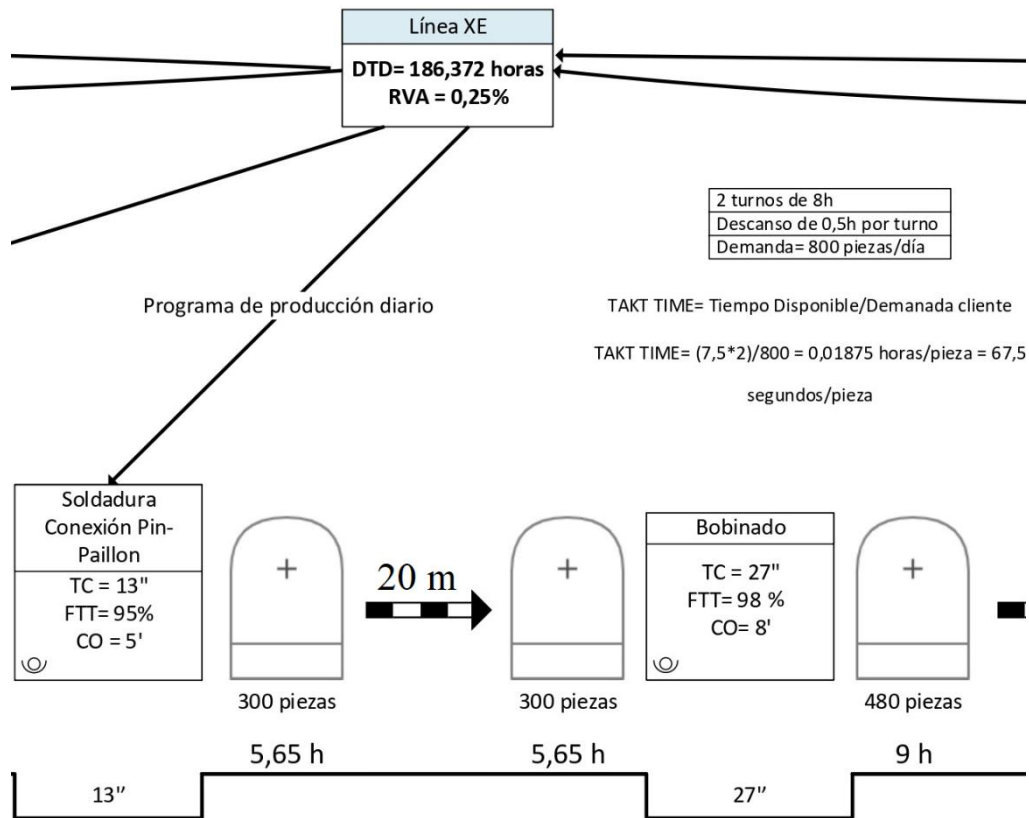 Línea XE
DTD= 186,372 horas
RVA = 0,25%
2 turnos de 8h
Descanso de 0,5h por turno
Demanda= 800 piezas/día
Programa de producción diario
TAKT TIME= Tiempo Disponible/Demanada cliente
TAKT TIME= (7,5*2)/800 = 0,01875 horas/pieza = 67,5
segundos/pieza
Soldadura
Conexión Pin-
Paillon
TC = 13"
FTT= 95%
CO = 5'
300 piezas
20 m
300 piezas
Bobinado
TC = 27"
FTT= 98 %
CO= 8'
480 piezas
5,65 h
5,65 h
9 h
13"
27"